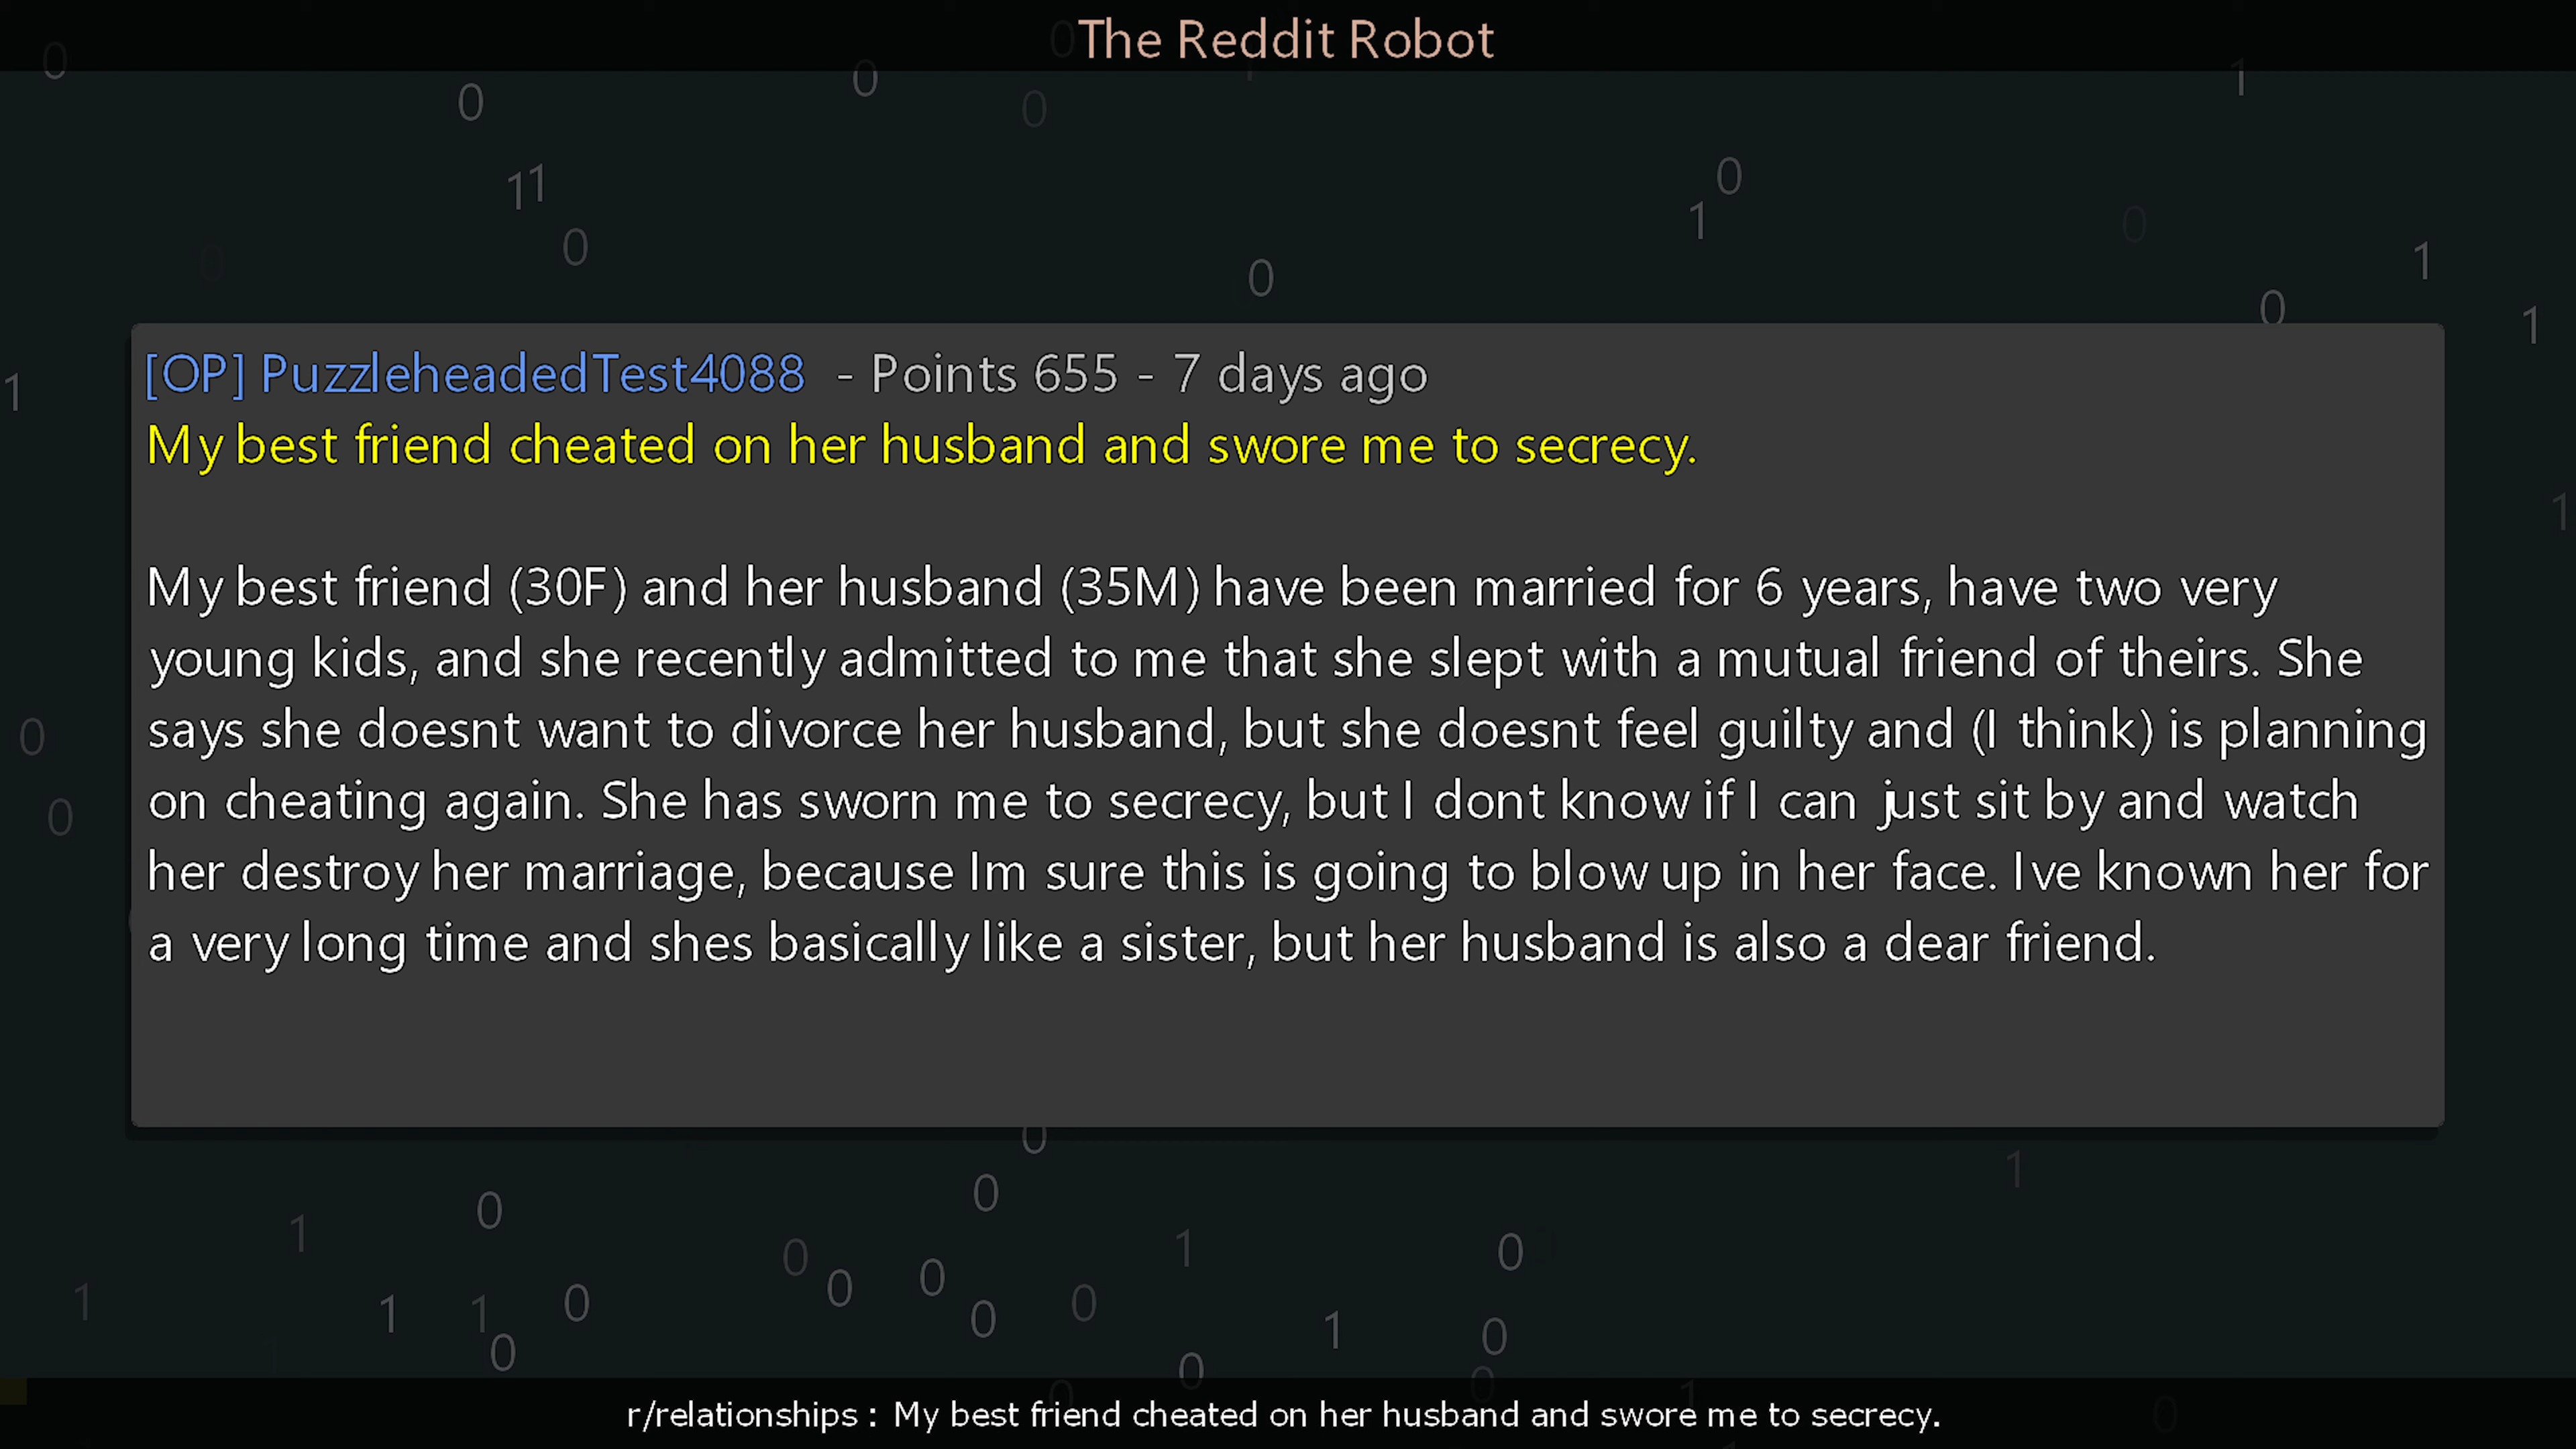 The Reddit Robot
[OP] PuzzleheadedTest4088 - Points 655 - 7 days ago
My best friend cheated on her husband and swore me to secrecy.
My best friend (30F) and her husband (35M) have been married for 6 years, have two very
young kids, and she recently admitted to me that she slept with a mutual friend of theirs. She
says she doesnt want to divorce her husband, but she doesnt feel guilty and (I think) is planning
on cheating again. She has sworn me to secrecy, but I dont know if I can just sit by and watch
her destroy her marriage, because Im sure this is going to blow up in her face. Ive known her for
a very long time and shes basically like a sister, but her husband is also a dear friend.
r/relationships : My best friend cheated on her husband and swore me to secrecy.